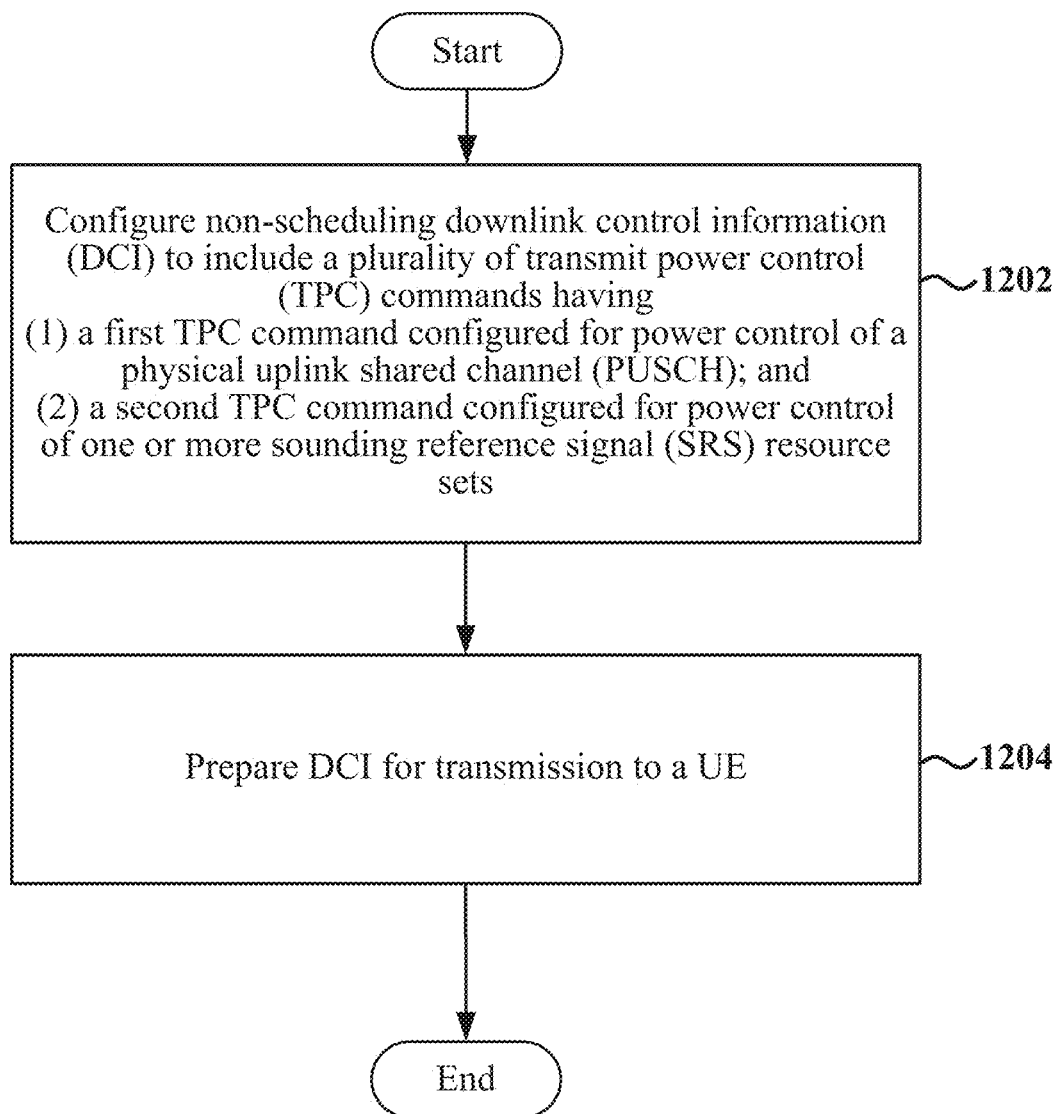 Start
Configure non-scheduling downlink control information
(DCI) to include a plurality of transmit power control
(TPC) commands having
(1) a first TPC command configured for power control of a
physical uplink shared channel (PUSCH); and
(2) a second TPC command configured for power control
of one or more sounding reference signal (SRS) resource
sets
1202
Prepare DCI for transmission to a UE
1204
End